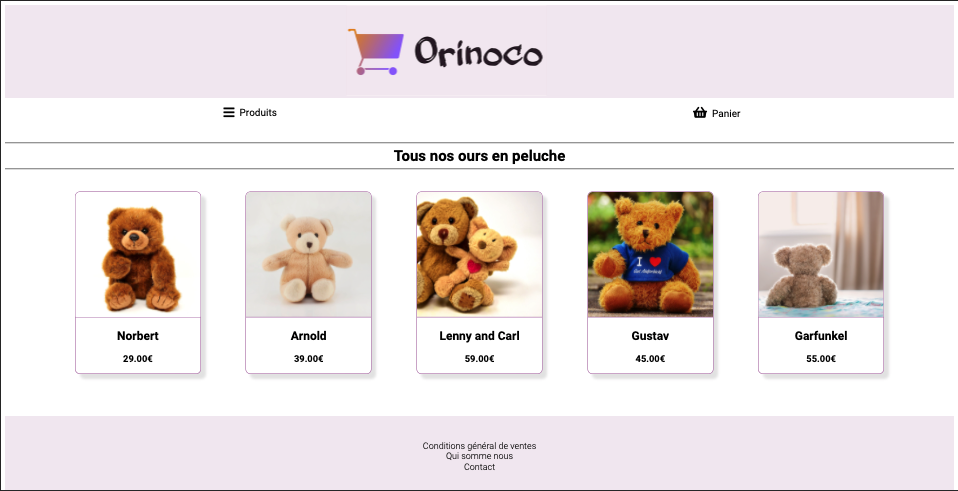 Orinoco
Produits
Panier
Tous nos ours en peluche
I ❤
Norbert
29.00€
Arnold
39.00€
Lenny and Carl
59.00€
Gustav
45.00€
Garfunkel
55.00€
Conditions général de ventes
Qui somme nous
Contact